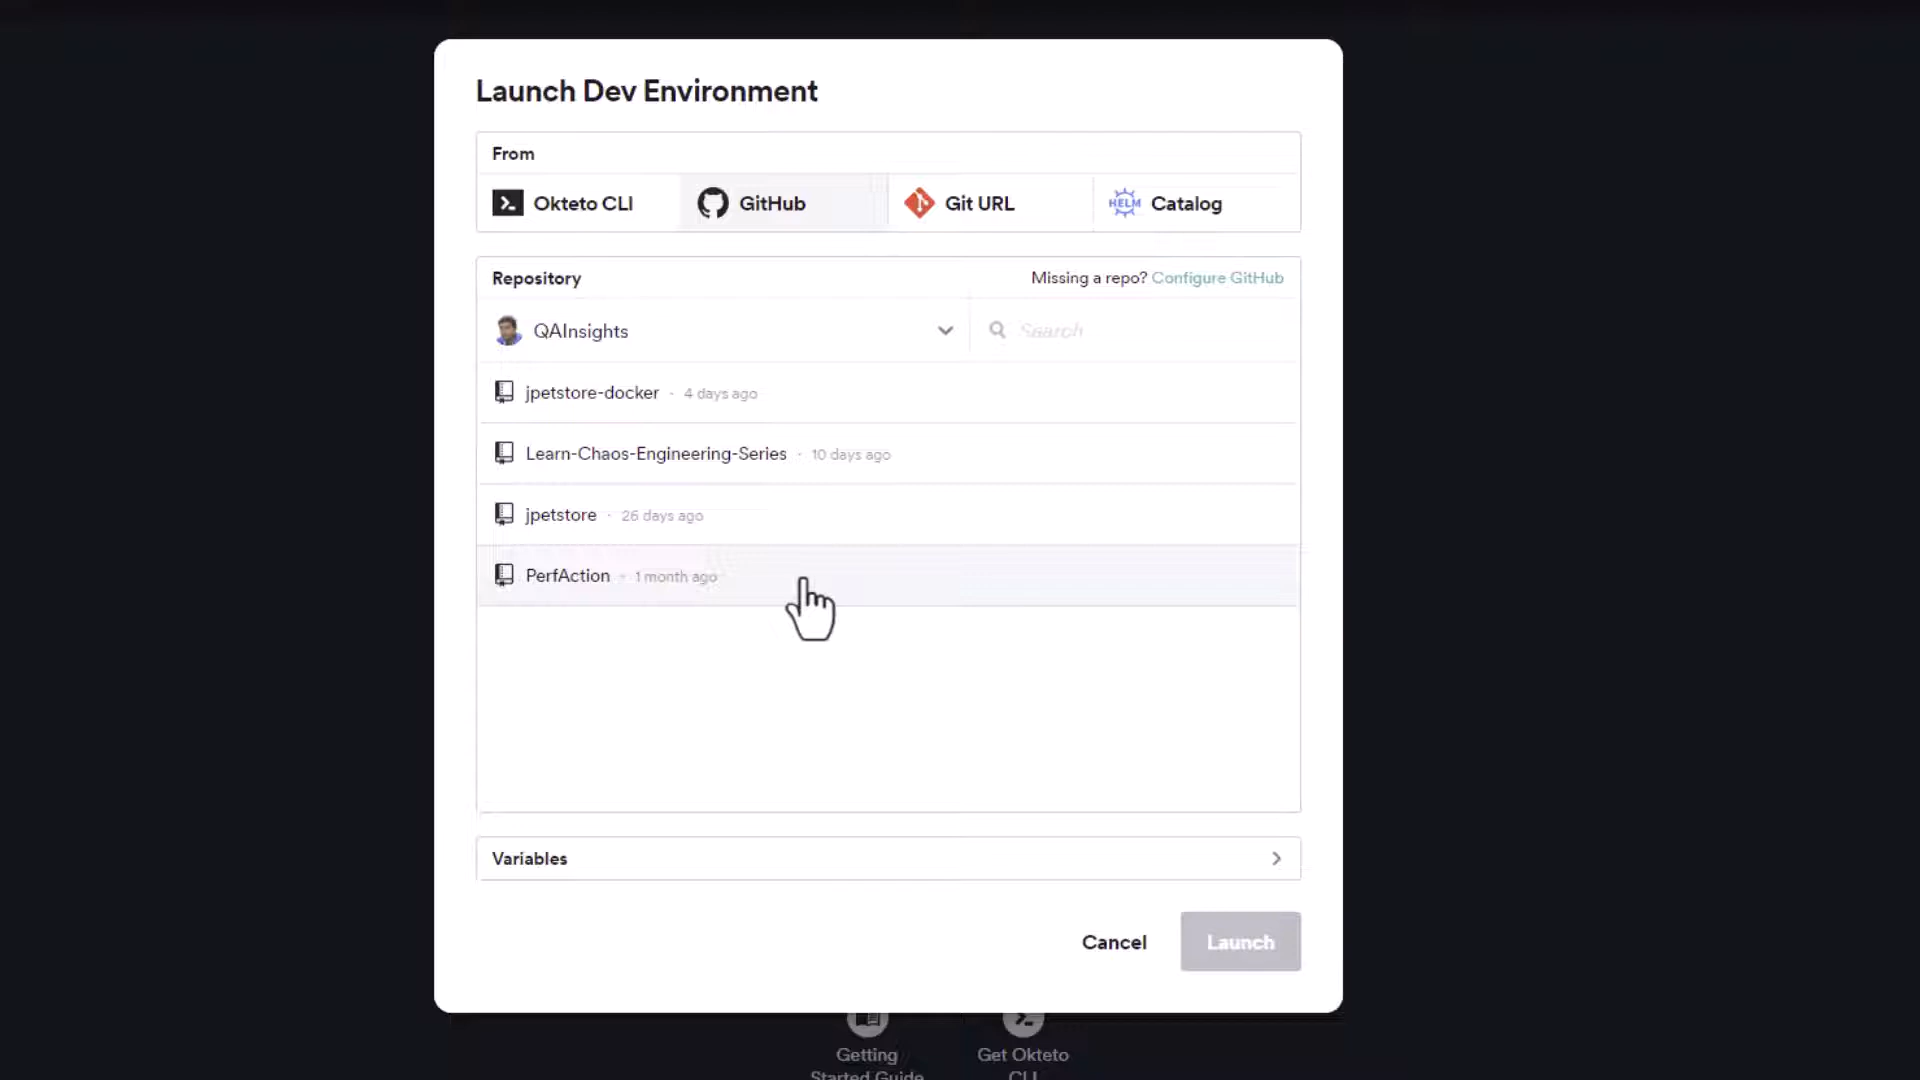 Launch Dev Environment
From
Okteto CLI
GitHub
Git URL
HELM
Catalog
Repository
Missing a repo? Configure GitHub
QAInsights
Search
jpetstore-docker · 4 days ago
Learn-Chaos-Engineering-Series · 10 days ago
jpetstore · 26 days ago
PerfAction · 1 month ago
Variables
Cancel
Launch
Getting
Started Guide
Get Okteto
CLI